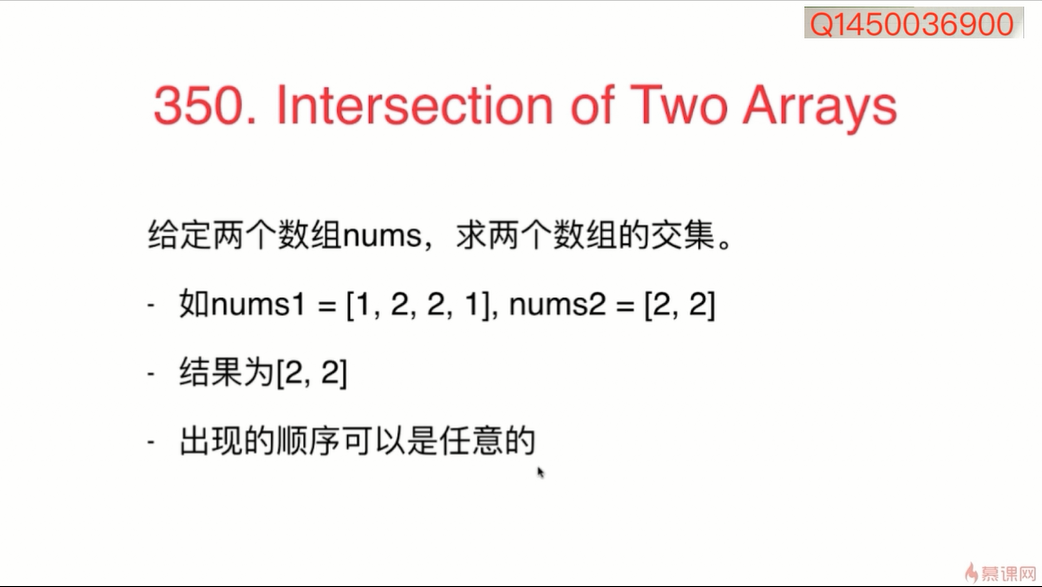 Q1450036900
350. Intersection of Two Arrays
给定两个数组nums，求两个数组的交集。
- 如nums1 = [1, 2, 2, 1], nums2 = [2, 2]
- 结果为[2, 2]
- 出现的顺序可以是任意的
慕课网